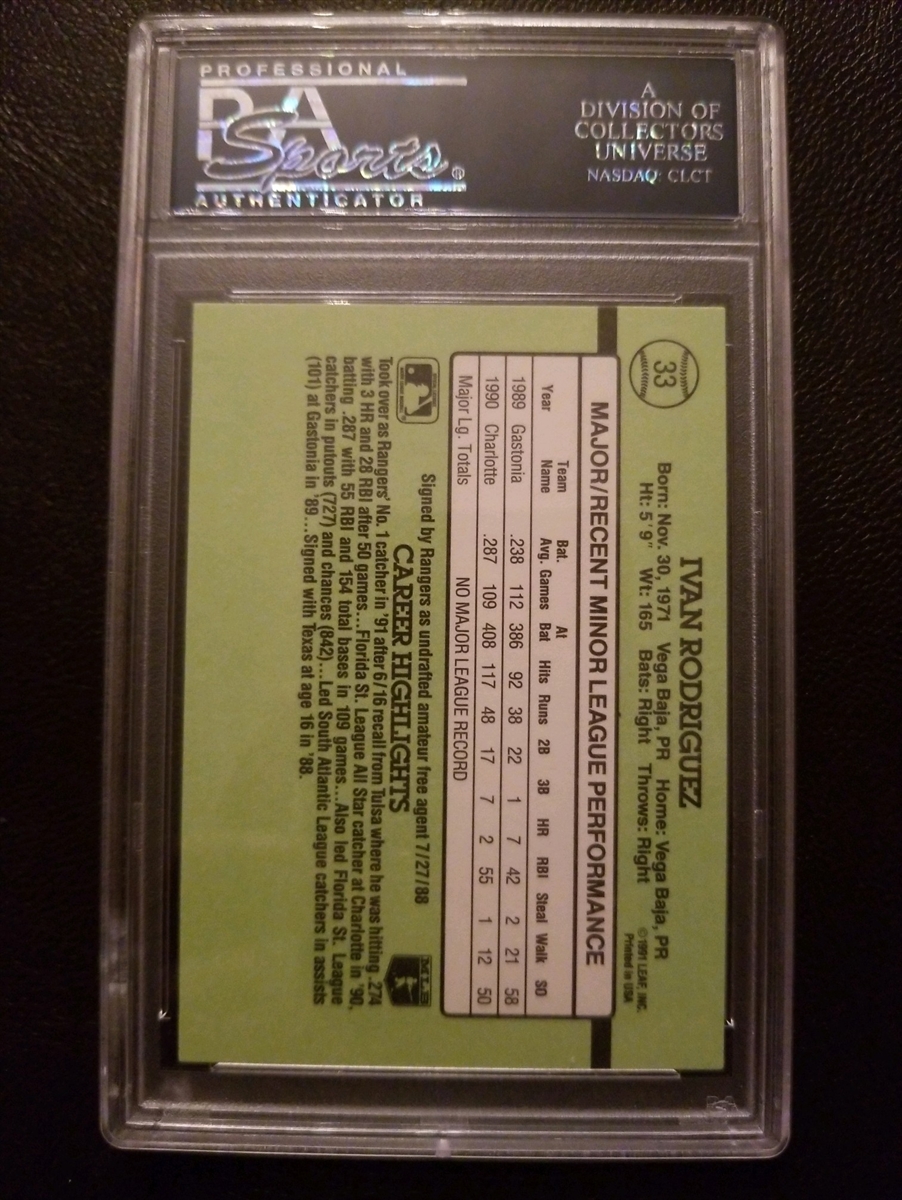 PROFESSIONAL
PSA
Sports®
AUTHENTICATOR
A
DIVISION OF
COLLECTORS
UNIVERSE
NASDAQ: CLCT
33
IVAN RODRIGUEZ
Born: Nov. 30, 1971 Vega Baja, PR Home: Vega Baja, PR
Ht: 5'9" Wt: 165 Bats: Right Throws: Right
© 1991 LEAF, INC.
Printed in USA
MAJOR/RECENT MINOR LEAGUE PERFORMANCE
Year Team Name Bat. Avg. Games At Bat Hits Runs 2B 3B HR RBI Steal Walk SO
1989 Gastonia .238 112 386 92 38 22 1 7 42 2 21 58
1990 Charlotte .287 109 408 117 48 17 7 2 55 1 12 50
Major Lg. Totals NO MAJOR LEAGUE RECORD
Signed by Rangers as undrafted amateur free agent 7/27/88
CAREER HIGHLIGHTS
MLB
Took over as Rangers' No. 1 catcher in '91 after 6/16 recall from Tulsa where he was hitting .274
with 3 HR and 28 RBI after 50 games...Florida St. League All Star catcher at Charlotte in '90,
batting .287 with 55 RBI and 154 total bases in 109 games...Also led Florida St. League
catchers in putouts (727) and chances (842)...Led South Atlantic League catchers in assists
(101) at Gastonia in '89...Signed with Texas at age 16 in '88.